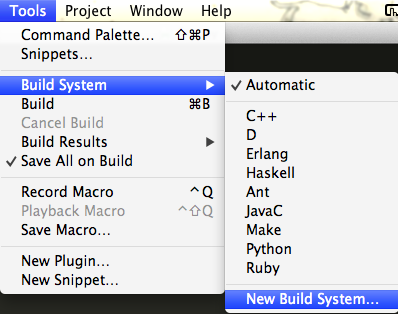 Tools Project Window Help
Command Palette... ⇧⌘P
Snippets...
Build System
Build ⌘B
Cancel Build
Build Results
Save All on Build
Record Macro ^Q
Playback Macro ^⇧Q
Save Macro...
New Plugin...
New Snippet...
Automatic
C++
D
Erlang
Haskell
Ant
JavaC
Make
Python
Ruby
New Build System...